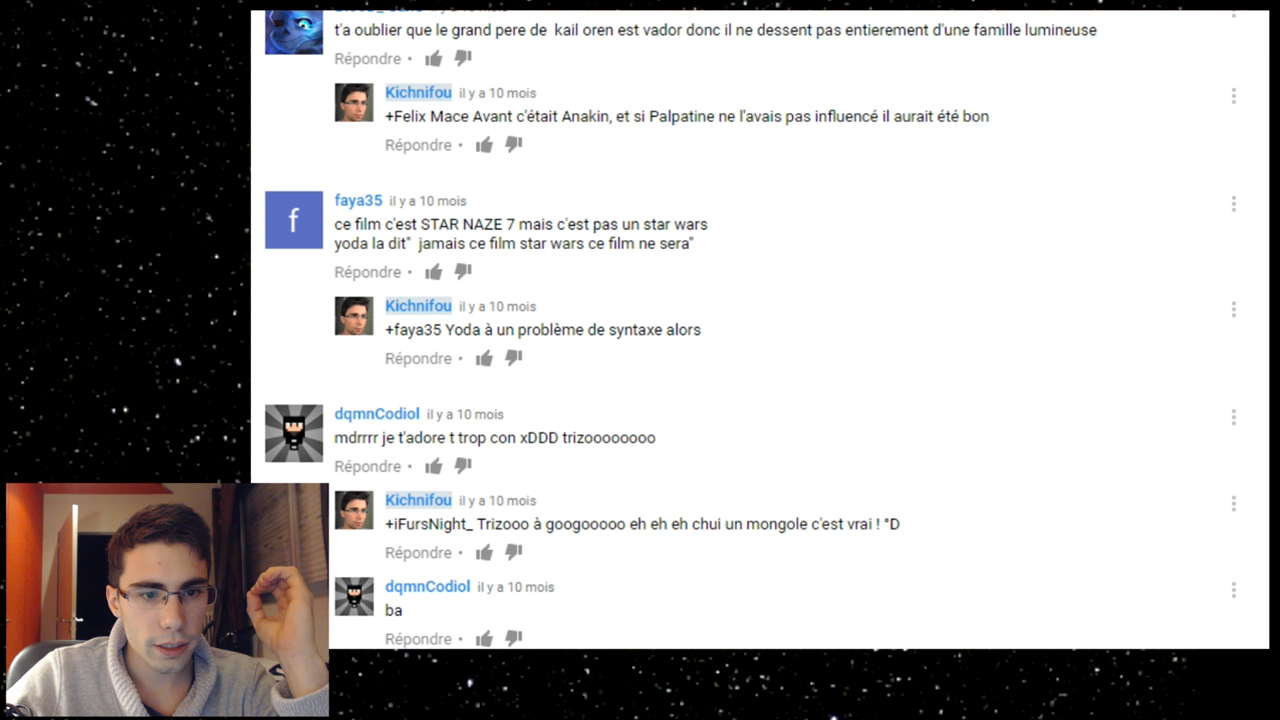 il y a 10 mois
t'a oublier que le grand pere de kail oren est vador donc il ne dessent pas entierement d'une famille lumineuse
Répondre •
Kichnifou il y a 10 mois
+Felix Mace Avant c'était Anakin, et si Palpatine ne l'avais pas influencé il aurait été bon
Répondre •
f
faya35 il y a 10 mois
ce film c'est STAR NAZE 7 mais c'est pas un star wars
yoda la dit" jamais ce film star wars ce film ne sera"
Répondre •
Kichnifou il y a 10 mois
+faya35 Yoda à un problème de syntaxe alors
Répondre •
dqmnCodiol il y a 10 mois
mdrrrr je t'adore t trop con xDDD trizoooooooo
Répondre •
Kichnifou il y a 10 mois
+iFursNight_ Trizooo à googooooo eh eh eh chui un mongole c'est vrai ! °D
Répondre •
dqmnCodiol il y a 10 mois
ba
Répondre •